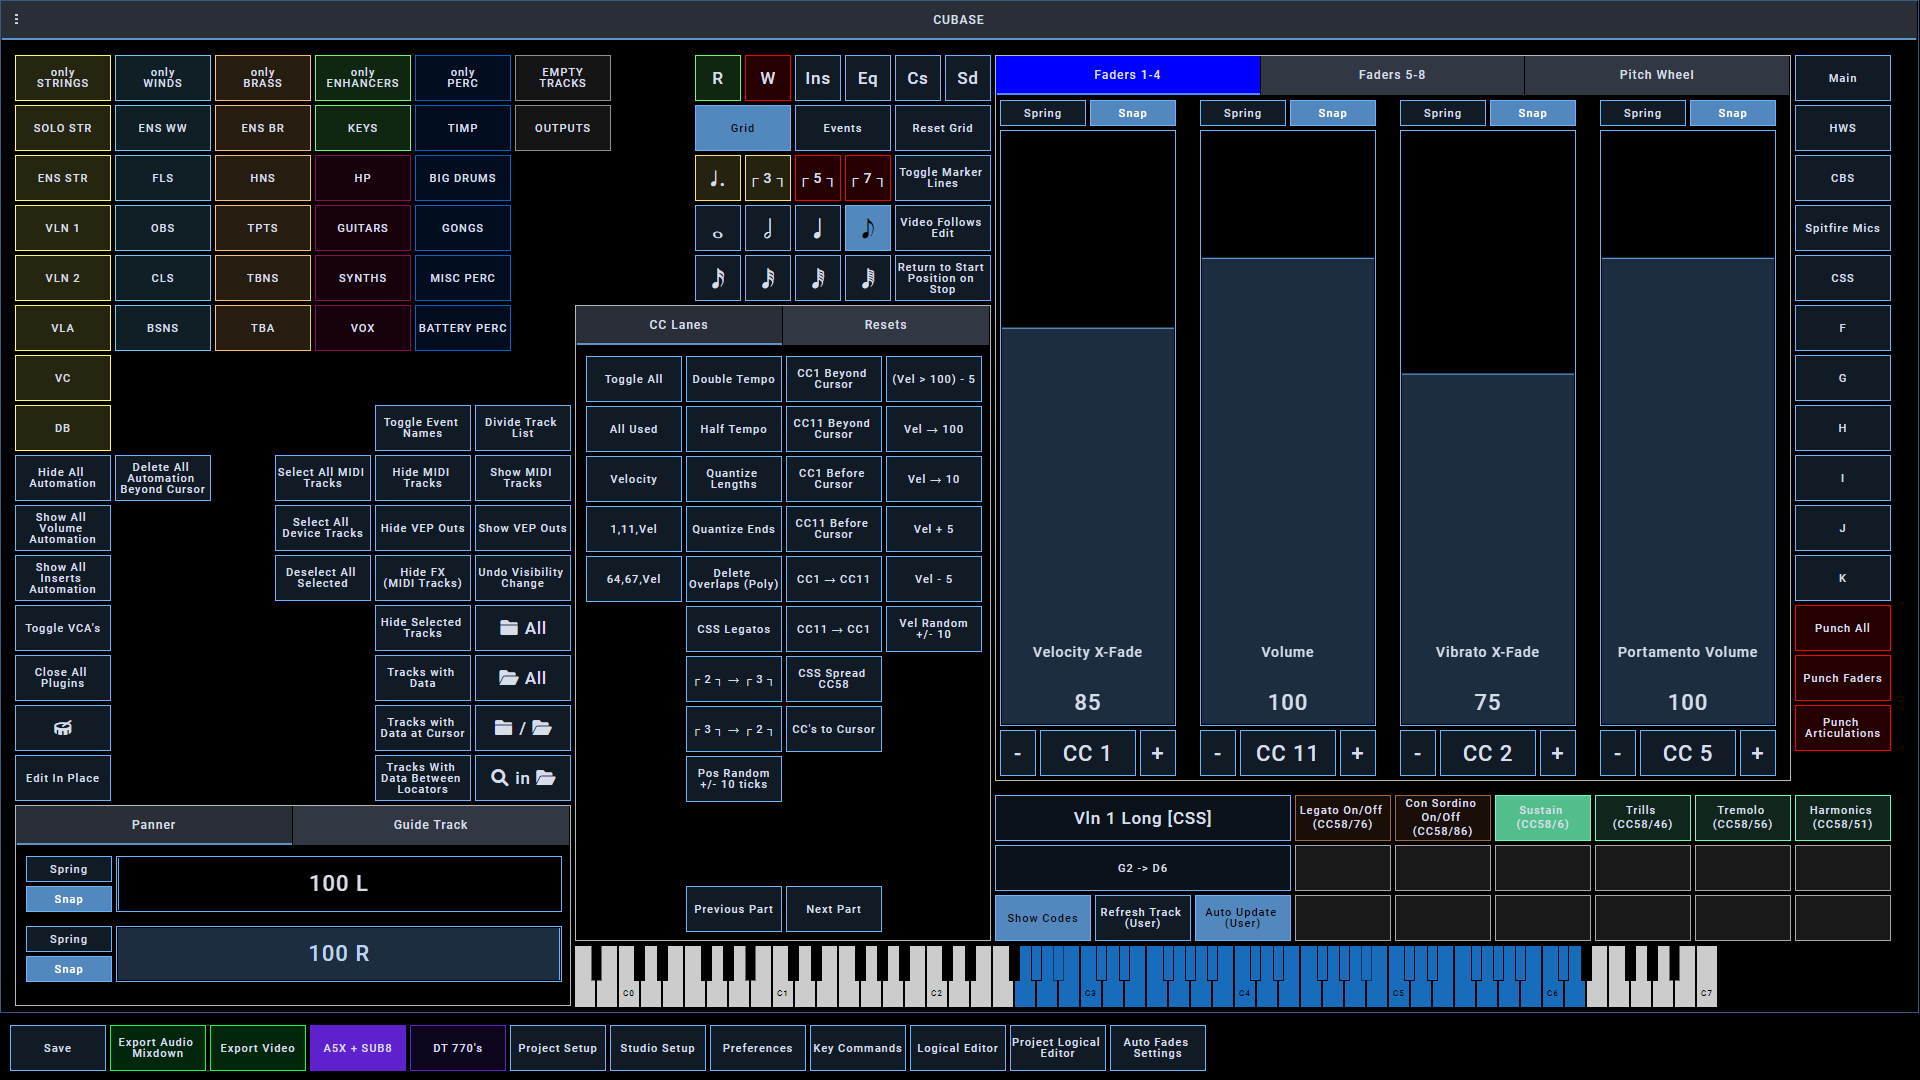 CUBASE
only STRINGS
only WINDS
only BRASS
only ENHANCERS
only PERC
EMPTY TRACKS
SOLO STR
ENS WW
ENS BR
KEYS
TIMP
OUTPUTS
ENS STR
FLS
HNS
HP
BIG DRUMS
VLN 1
OBS
TPTS
GUITARS
GONGS
VLN 2
CLS
TBNS
SYNTHS
MISC PERC
VLA
BSNS
TBA
VOX
BATTERY PERC
VC
DB
Toggle Event Names
Divide Track List
Hide All Automation
Delete All Automation Beyond Cursor
Select All MIDI Tracks
Hide MIDI Tracks
Show MIDI Tracks
Show All Volume Automation
Select All Device Tracks
Hide VEP Outs
Show VEP Outs
Show All Inserts Automation
Deselect All Selected
Hide FX (MIDI Tracks)
Undo Visibility Change
Toggle VCA's
Hide Selected Tracks
All
Close All Plugins
Tracks with Data
All
Tracks with Data at Cursor
/
Edit In Place
Tracks With Data Between Locators
in
Panner
Guide Track
Spring
Snap
100 L
Spring
Snap
100 R
R
W
Ins
Eq
Cs
Sd
Grid
Events
Reset Grid
3
5
7
Toggle Marker Lines
Video Follows Edit
Return to Start Position on Stop
CC Lanes
Resets
Toggle All
Double Tempo
CC1 Beyond Cursor
(Vel > 100) - 5
All Used
Half Tempo
CC11 Beyond Cursor
Vel → 100
Velocity
Quantize Lengths
CC1 Before Cursor
Vel → 10
1,11,Vel
Quantize Ends
CC11 Before Cursor
Vel + 5
64,67,Vel
Delete Overlaps (Poly)
CC1 → CC11
Vel - 5
CSS Legatos
CC11 → CC1
Vel Random +/- 10
2 → 3
CSS Spread CC58
3 → 2
CC's to Cursor
Pos Random +/- 10 ticks
Previous Part
Next Part
Faders 1-4
Faders 5-8
Pitch Wheel
Spring
Snap
Spring
Snap
Spring
Snap
Spring
Snap
Velocity X-Fade
Volume
Vibrato X-Fade
Portamento Volume
85
100
75
100
-
CC 1
+
-
CC 11
+
-
CC 2
+
-
CC 5
+
Main
HWS
CBS
Spitfire Mics
CSS
F
G
H
I
J
K
Punch All
Punch Faders
Punch Articulations
Vln 1 Long [CSS]
Legato On/Off (CC58/76)
Con Sordino On/Off (CC58/86)
Sustain (CC58/6)
Trills (CC58/46)
Tremolo (CC58/56)
Harmonics (CC58/51)
G2 -> D6
Show Codes
Refresh Track (User)
Auto Update (User)
C0
C1
C2
C3
C4
C5
C6
C7
Save
Export Audio Mixdown
Export Video
A5X + SUB8
DT 770's
Project Setup
Studio Setup
Preferences
Key Commands
Logical Editor
Project Logical Editor
Auto Fades Settings